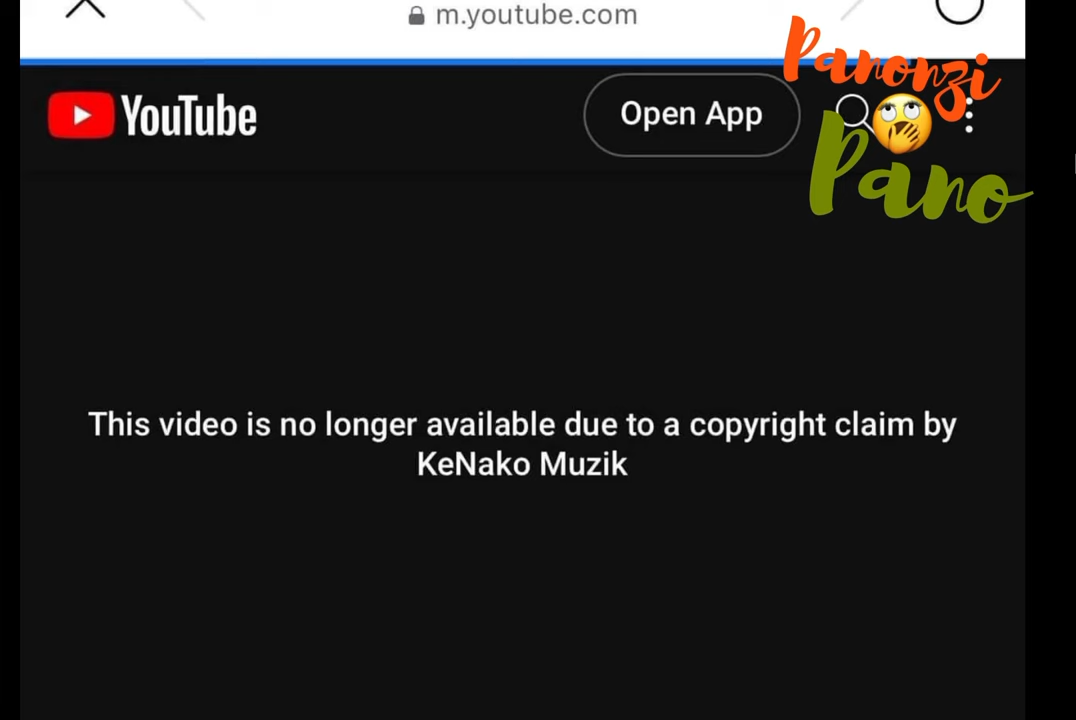 m.youtube.com
Panonzi
YouTube
Open App
Pano
This video is no longer available due to a copyright claim by
KeNako Muzik